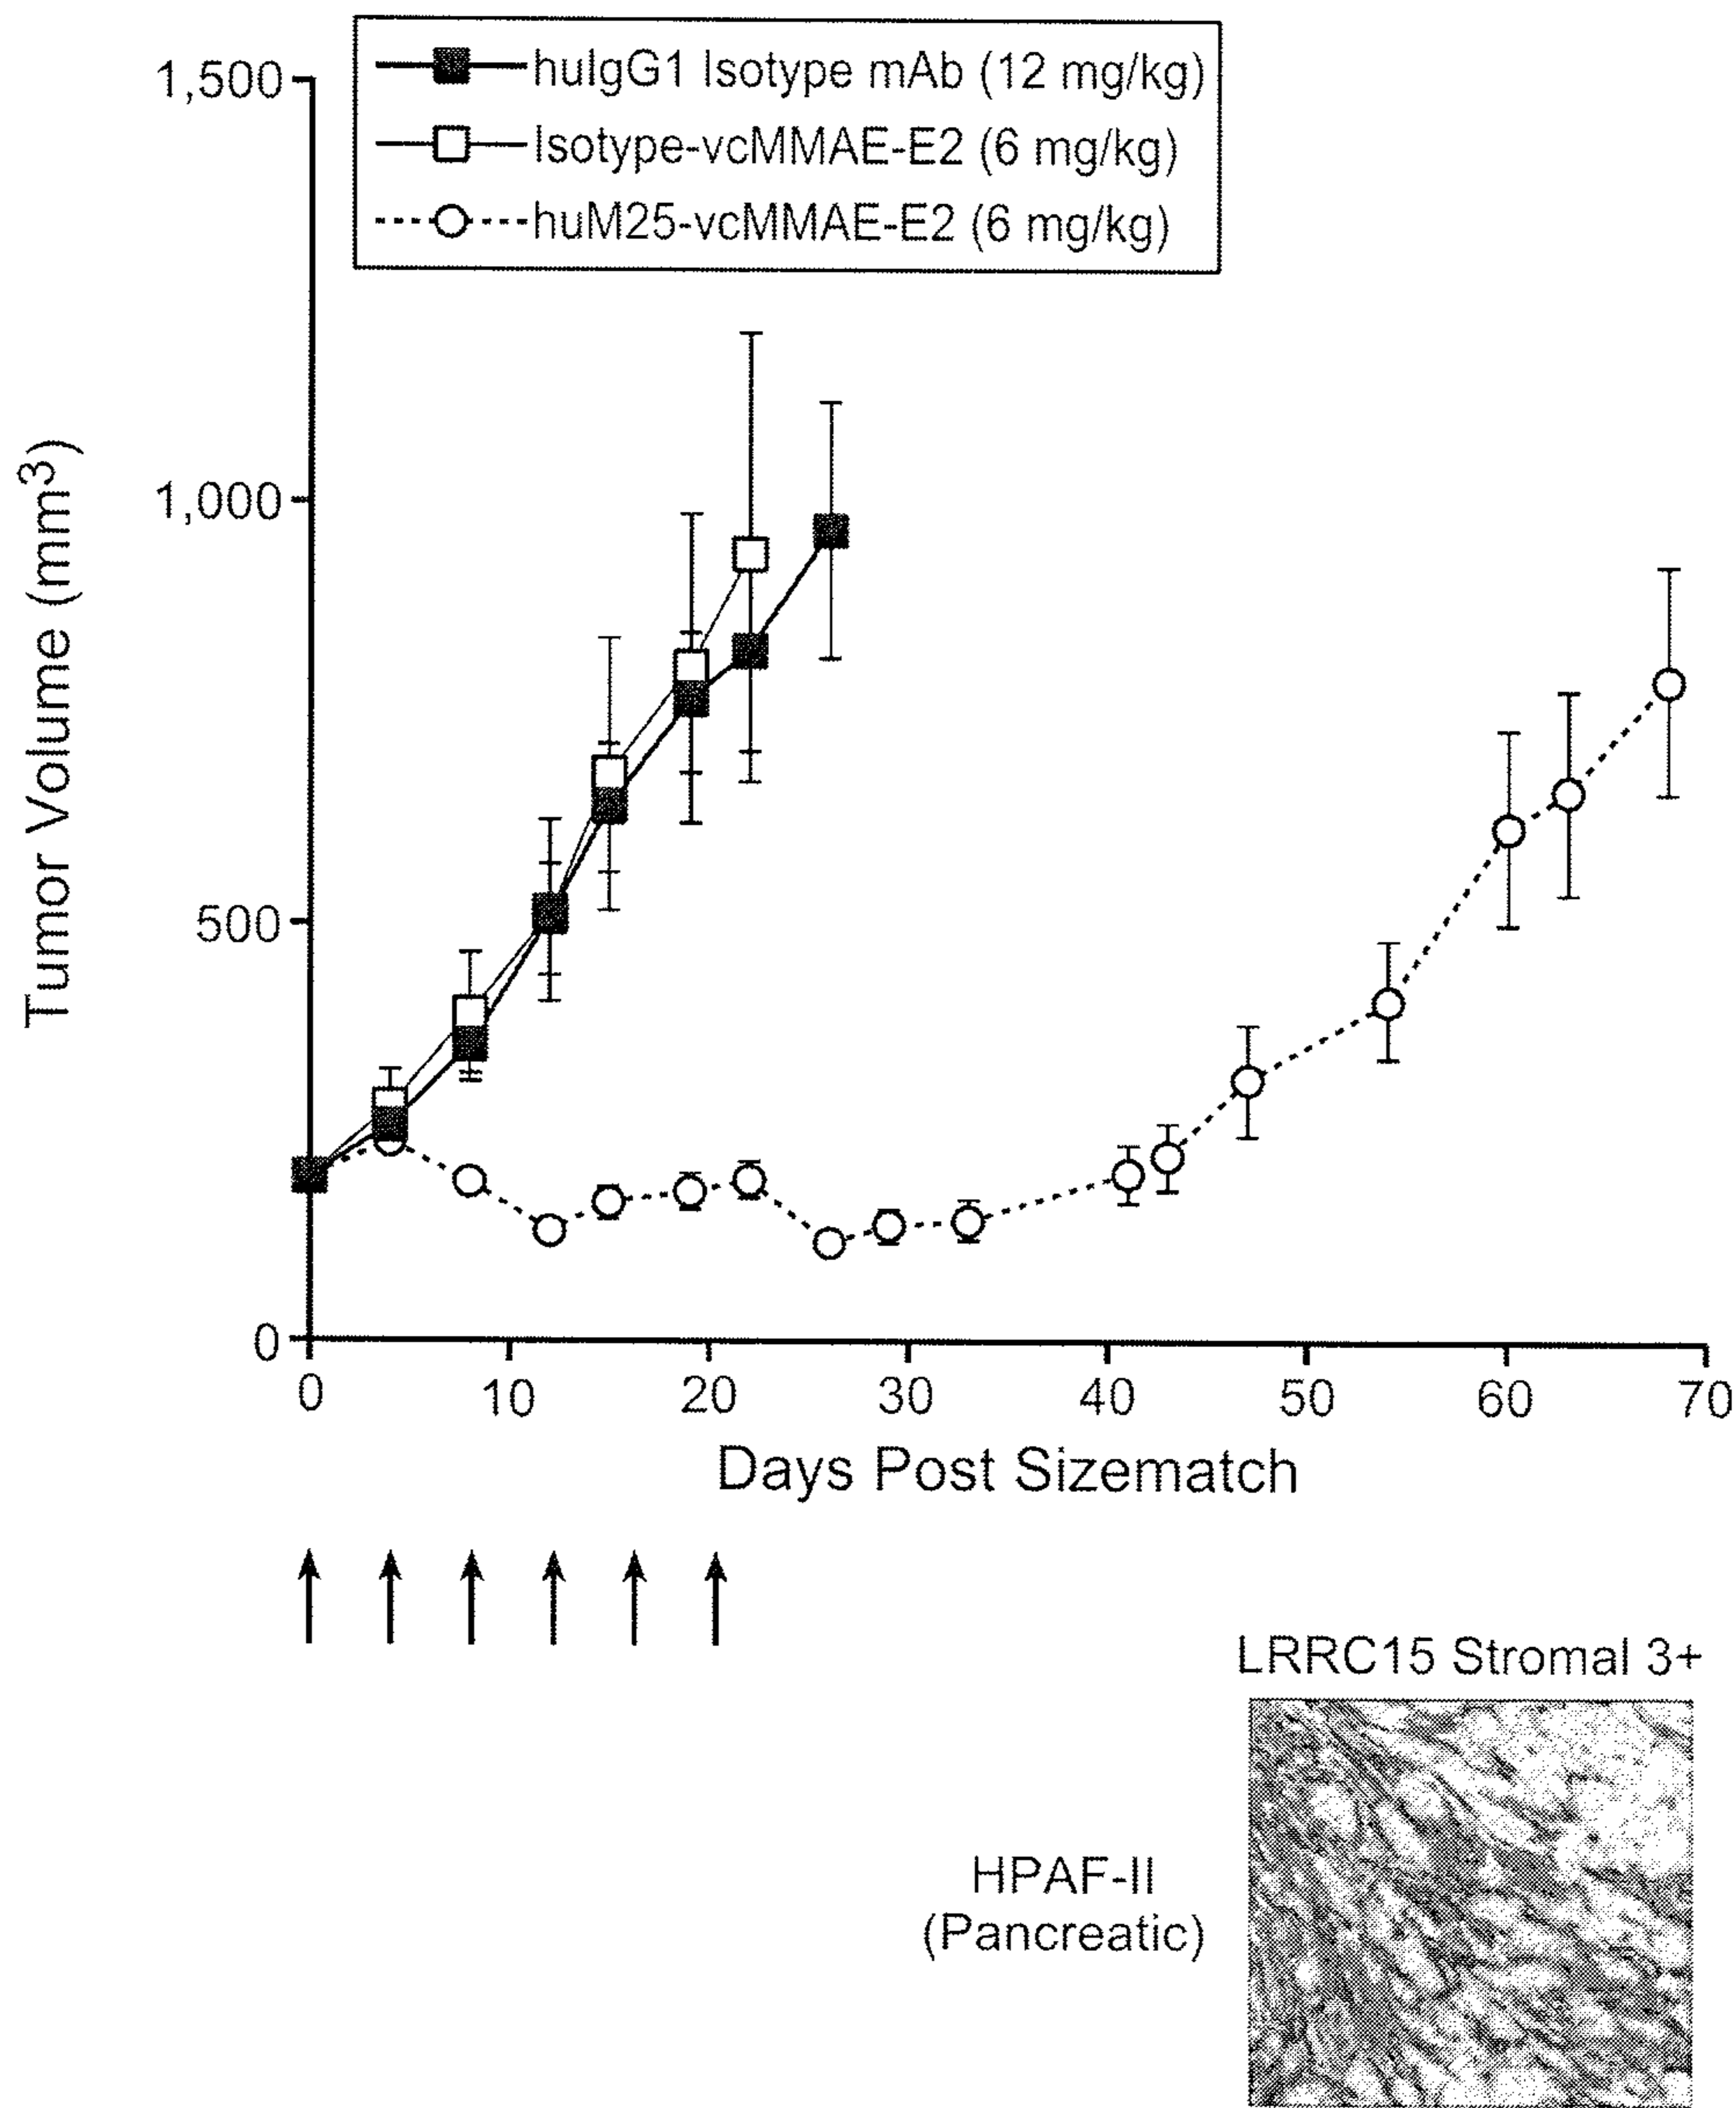 huIgG1 Isotype mAb (12 mg/kg)
Isotype-vcMMAE-E2 (6 mg/kg)
huM25-vcMMAE-E2 (6 mg/kg)
1,500
1,000
500
0
Tumor Volume (mm³)
0 10 20 30 40 50 60 70
Days Post Sizematch
LRRC15 Stromal 3+
HPAF-II
(Pancreatic)